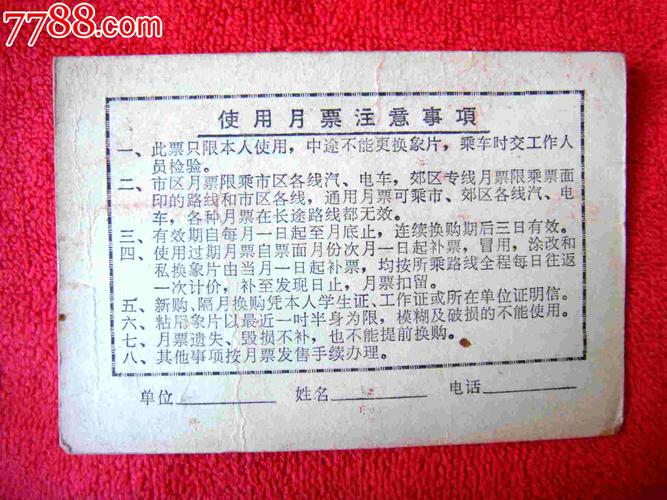 7788.com
使用月票注意事項
一、此票只限本人使用，中途不能更换象片，乘车时交工作人
员检验。
二、市区月票限乘市区各线汽、电车，郊区专线月票限乘票面
印的路线和市区各线，通用月票可乘市、郊区各线汽、电
车，各种月票在长途路线都无效。
三、有效期自每月一日起至月底止，连续换购期后三日有效。
四、使用过期月票自票面月份次月一日起补票，冒用，涂改和
私换象片由当月一日起补票，均按所乘路线全程每日往返
一次计价，补至发现日止，月票扣留。
五、新购、隔月换购凭本人学生证、工作证或所在单位证明信。
六、粘用象片以最近一吋半身为限，模糊及破损的不能使用。
七、月票遗失、毁损不补，也不能提前换购。
八、其他事项按月票发售手续办理。
单位 姓名 电话